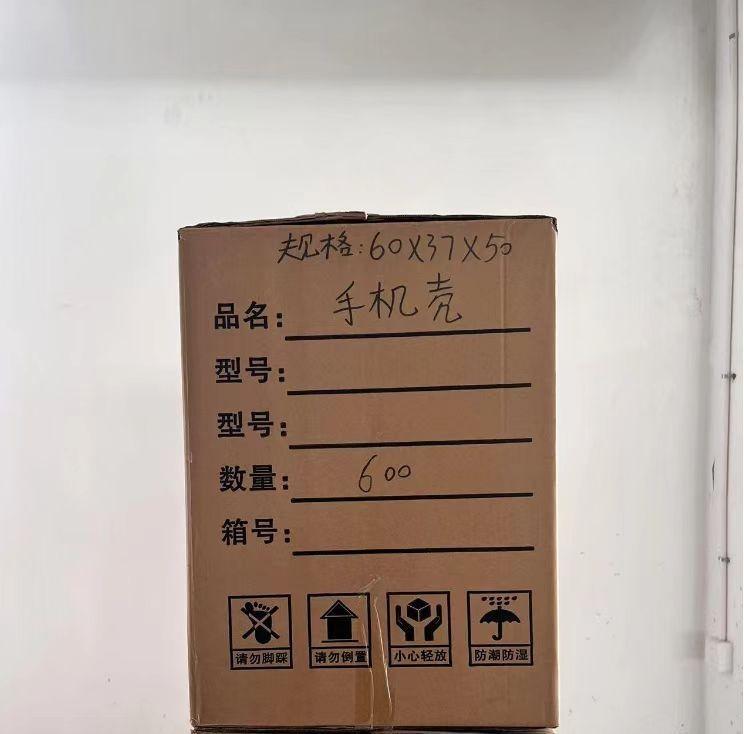 规格:60X37X50
品名: 手机壳
型号:
型号:
数量: 600
箱号:
请勿脚踩 请勿倒置 小心轻放 防潮防湿